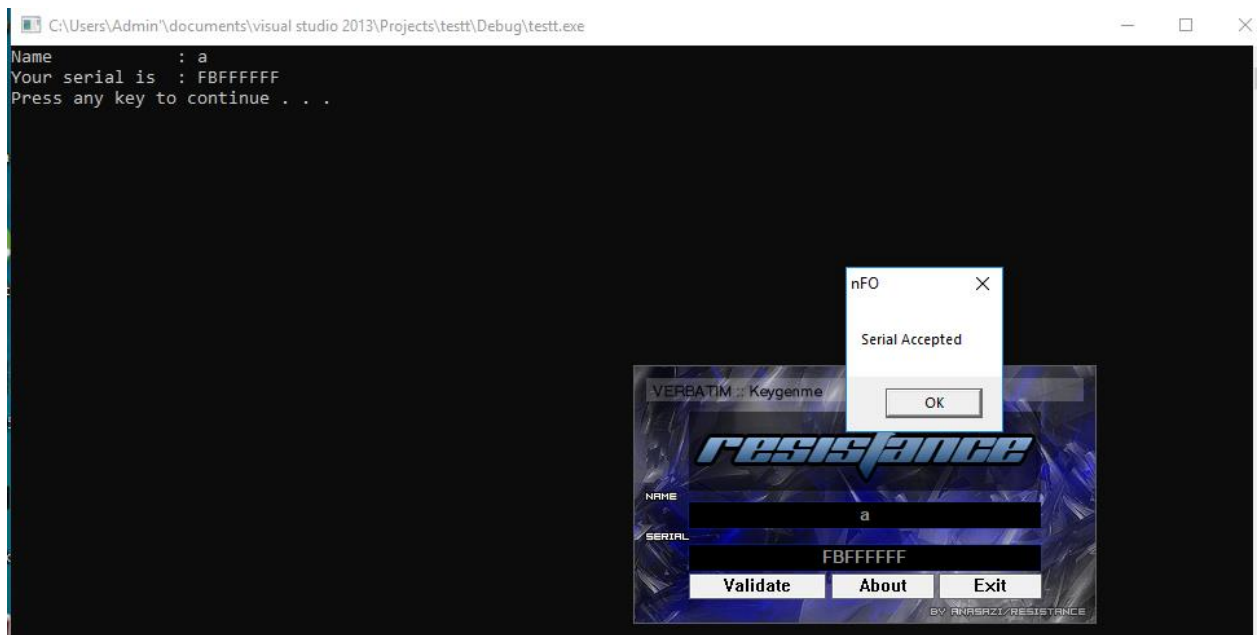 C:\Users\Admin'\documents\visual studio 2013\Projects\testt\Debug\testt.exe
Name : a
Your serial is : FBFFFFFF
Press any key to continue . . .
nFO
Serial Accepted
OK
VERBATIM :: Keygenme
resistance
NAME
a
SERIAL
FBFFFFFF
Validate About Exit
BY ANASAZI/RESISTANCE